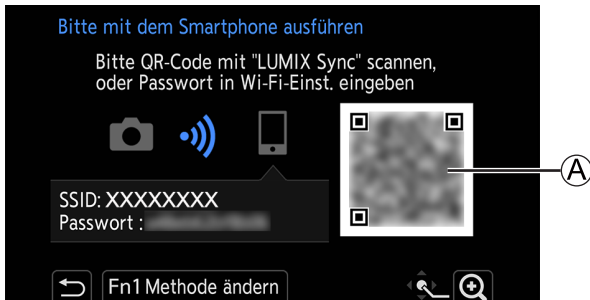 Bitte mit dem Smartphone ausführen
Bitte QR-Code mit "LUMIX Sync" scannen,
oder Passwort in Wi-Fi-Einst. eingeben
A
SSID: XXXXXXXX
Passwort :
Fn1 Methode ändern